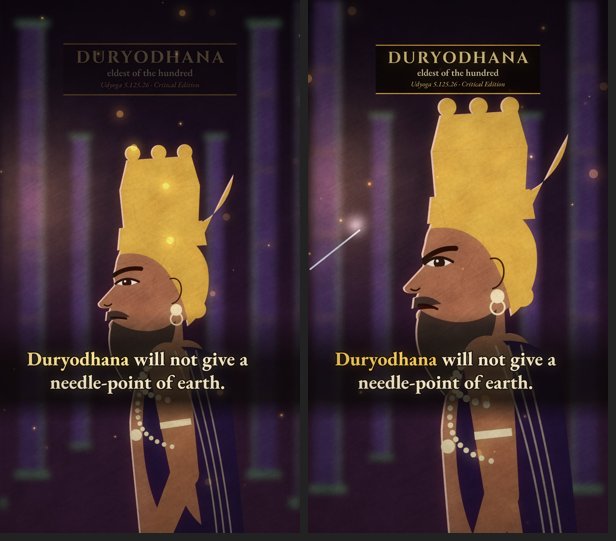 DURYODHANA
eldest of the hundred
Udyoga 5.125.26 · Critical Edition
Duryodhana will not give a
needle-point of earth.
DURYODHANA
eldest of the hundred
Udyoga 5.125.26 · Critical Edition
Duryodhana will not give a
needle-point of earth.